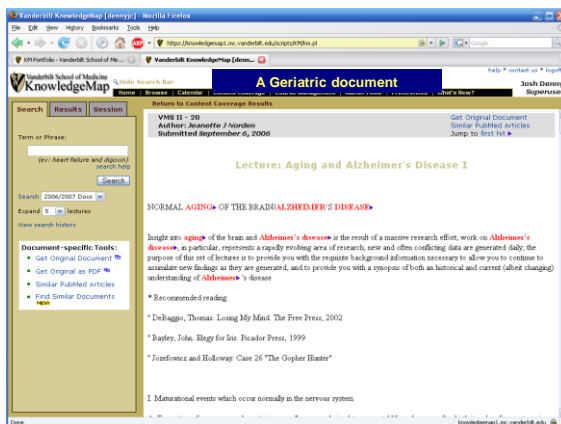 Vanderbilt KnowledgeMap [dennyjc] - Mozilla Firefox
File Edit View History Bookmarks Tools Help
https://knowledgemap1.mc.vanderbilt.edu/scripts/KM/hn.pl
Google
KM Portfolio - Vanderbilt School of Me...
Vanderbilt KnowledgeMap [denn...
help * contact us * logoff
Vanderbilt School of Medicine
KnowledgeMap
Hide Search Bar
A Geriatric document
Josh Denny
Superuser
Home Browse Calendar What's New?
Search Results Session
Return to Content Coverage Results
VMS II - 20
Author: Jeanette J Norden
Submitted September 6, 2006
Get Original Document
Similar PubMed Articles
Jump to first hit
Term or Phrase:
(ex: heart failure and digoxin)
search help
Search
Search 2006/2007 Docs
Expand 5 lectures
View search history
Document-specific Tools:
Get Original Document
Get Original as PDF
Similar PubMed Articles
Find Similar Documents
NEW!
Lecture: Aging and Alzheimer's Disease I
NORMAL AGING OF THE BRAIN/ALZHEIMER'S DISEASE
Insight into aging of the brain and Alzheimer's disease is the result of a massive research effort, work on Alzheimer's
disease, in particular, represents a rapidly evolving area of research; new and often conflicting data are generated daily, the
purpose of this set of lectures is to provide you with the requisite background information necessary to allow you to continue to
assimilate new findings as they are generated, and to provide you with a synopsis of both an historical and current (albeit changing)
understanding of Alzheimer 's disease
* Recommended reading
* DeBaggio, Thomas. Losing My Mind. The Free Press, 2002
* Bayley, John. Elegy for Iris. Picador Press, 1999
* Jozefowicz and Holloway: Case 26 "The Gopher Hunter"
I. Maturational events which occur normally in the nervous system
Done
knowledgemap1.mc.vanderbilt.edu